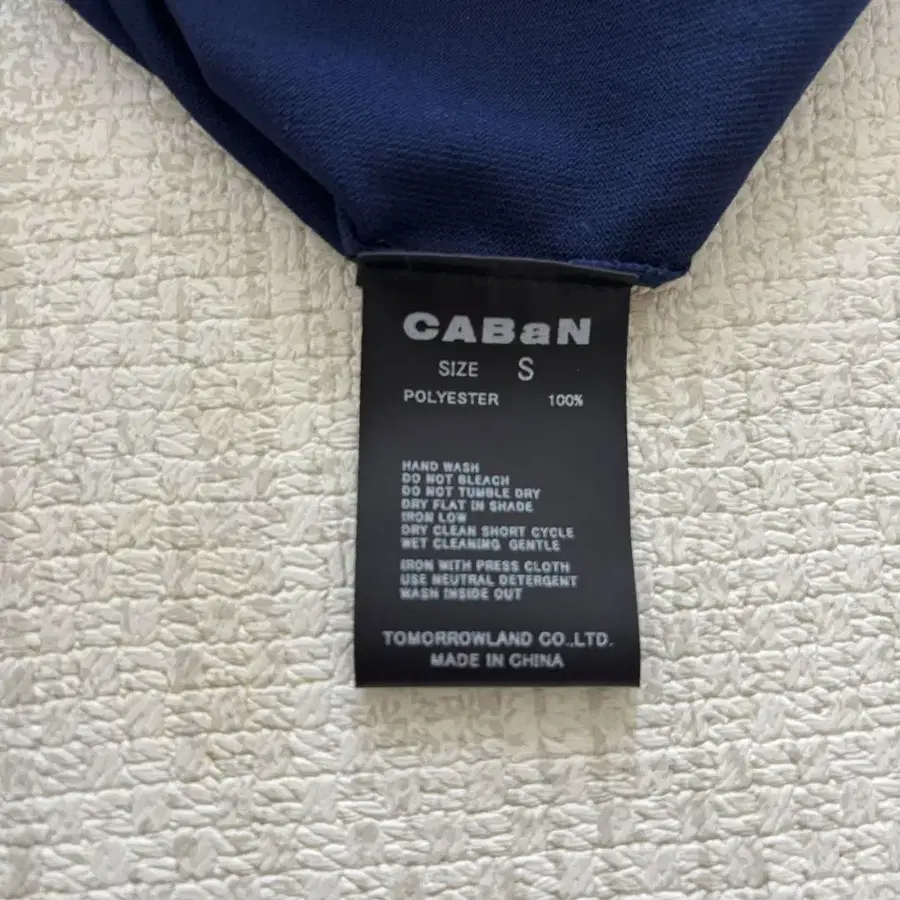 CABaN
SIZE S
POLYESTER 100%
HAND WASH
DO NOT BLEACH
DO NOT TUMBLE DRY
DRY FLAT IN SHADE
IRON LOW
DRY CLEAN SHORT CYCLE
WET CLEANING GENTLE
IRON WITH PRESS CLOTH
USE NEUTRAL DETERGENT
WASH INSIDE OUT
TOMORROWLAND CO.,LTD.
MADE IN CHINA